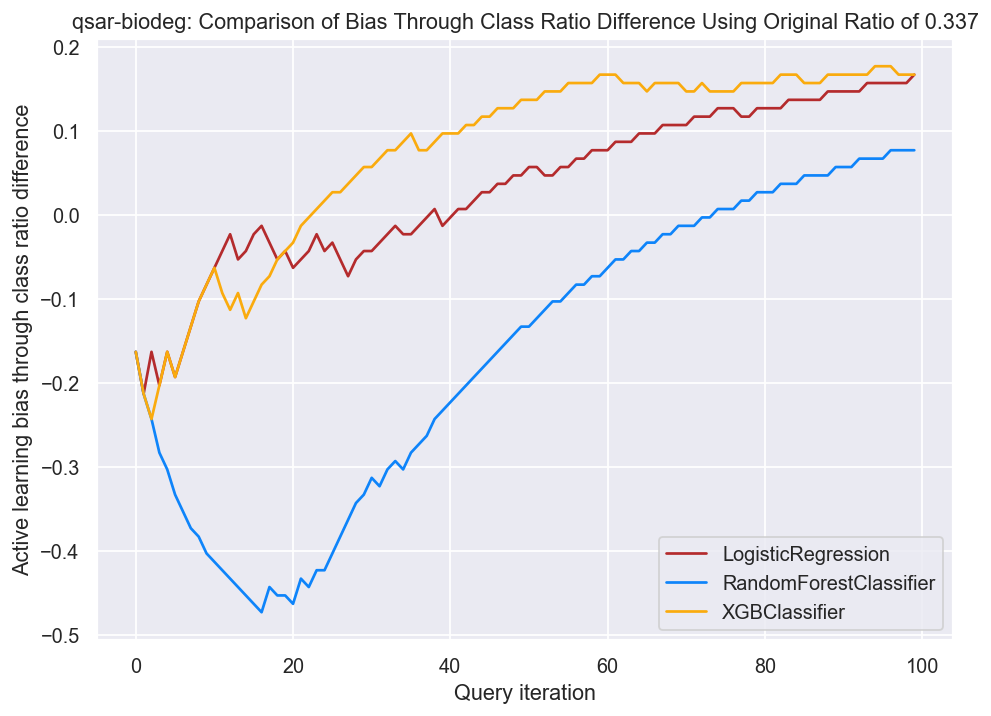 qsar-biodeg: Comparison of Bias Through Class Ratio Difference Using Original Ratio of 0.337
Active learning bias through class ratio difference
0.2
0.1
0.0
−0.1
−0.2
−0.3
−0.4
−0.5
LogisticRegression
RandomForestClassifier
XGBClassifier
0 20 40 60 80 100
Query iteration